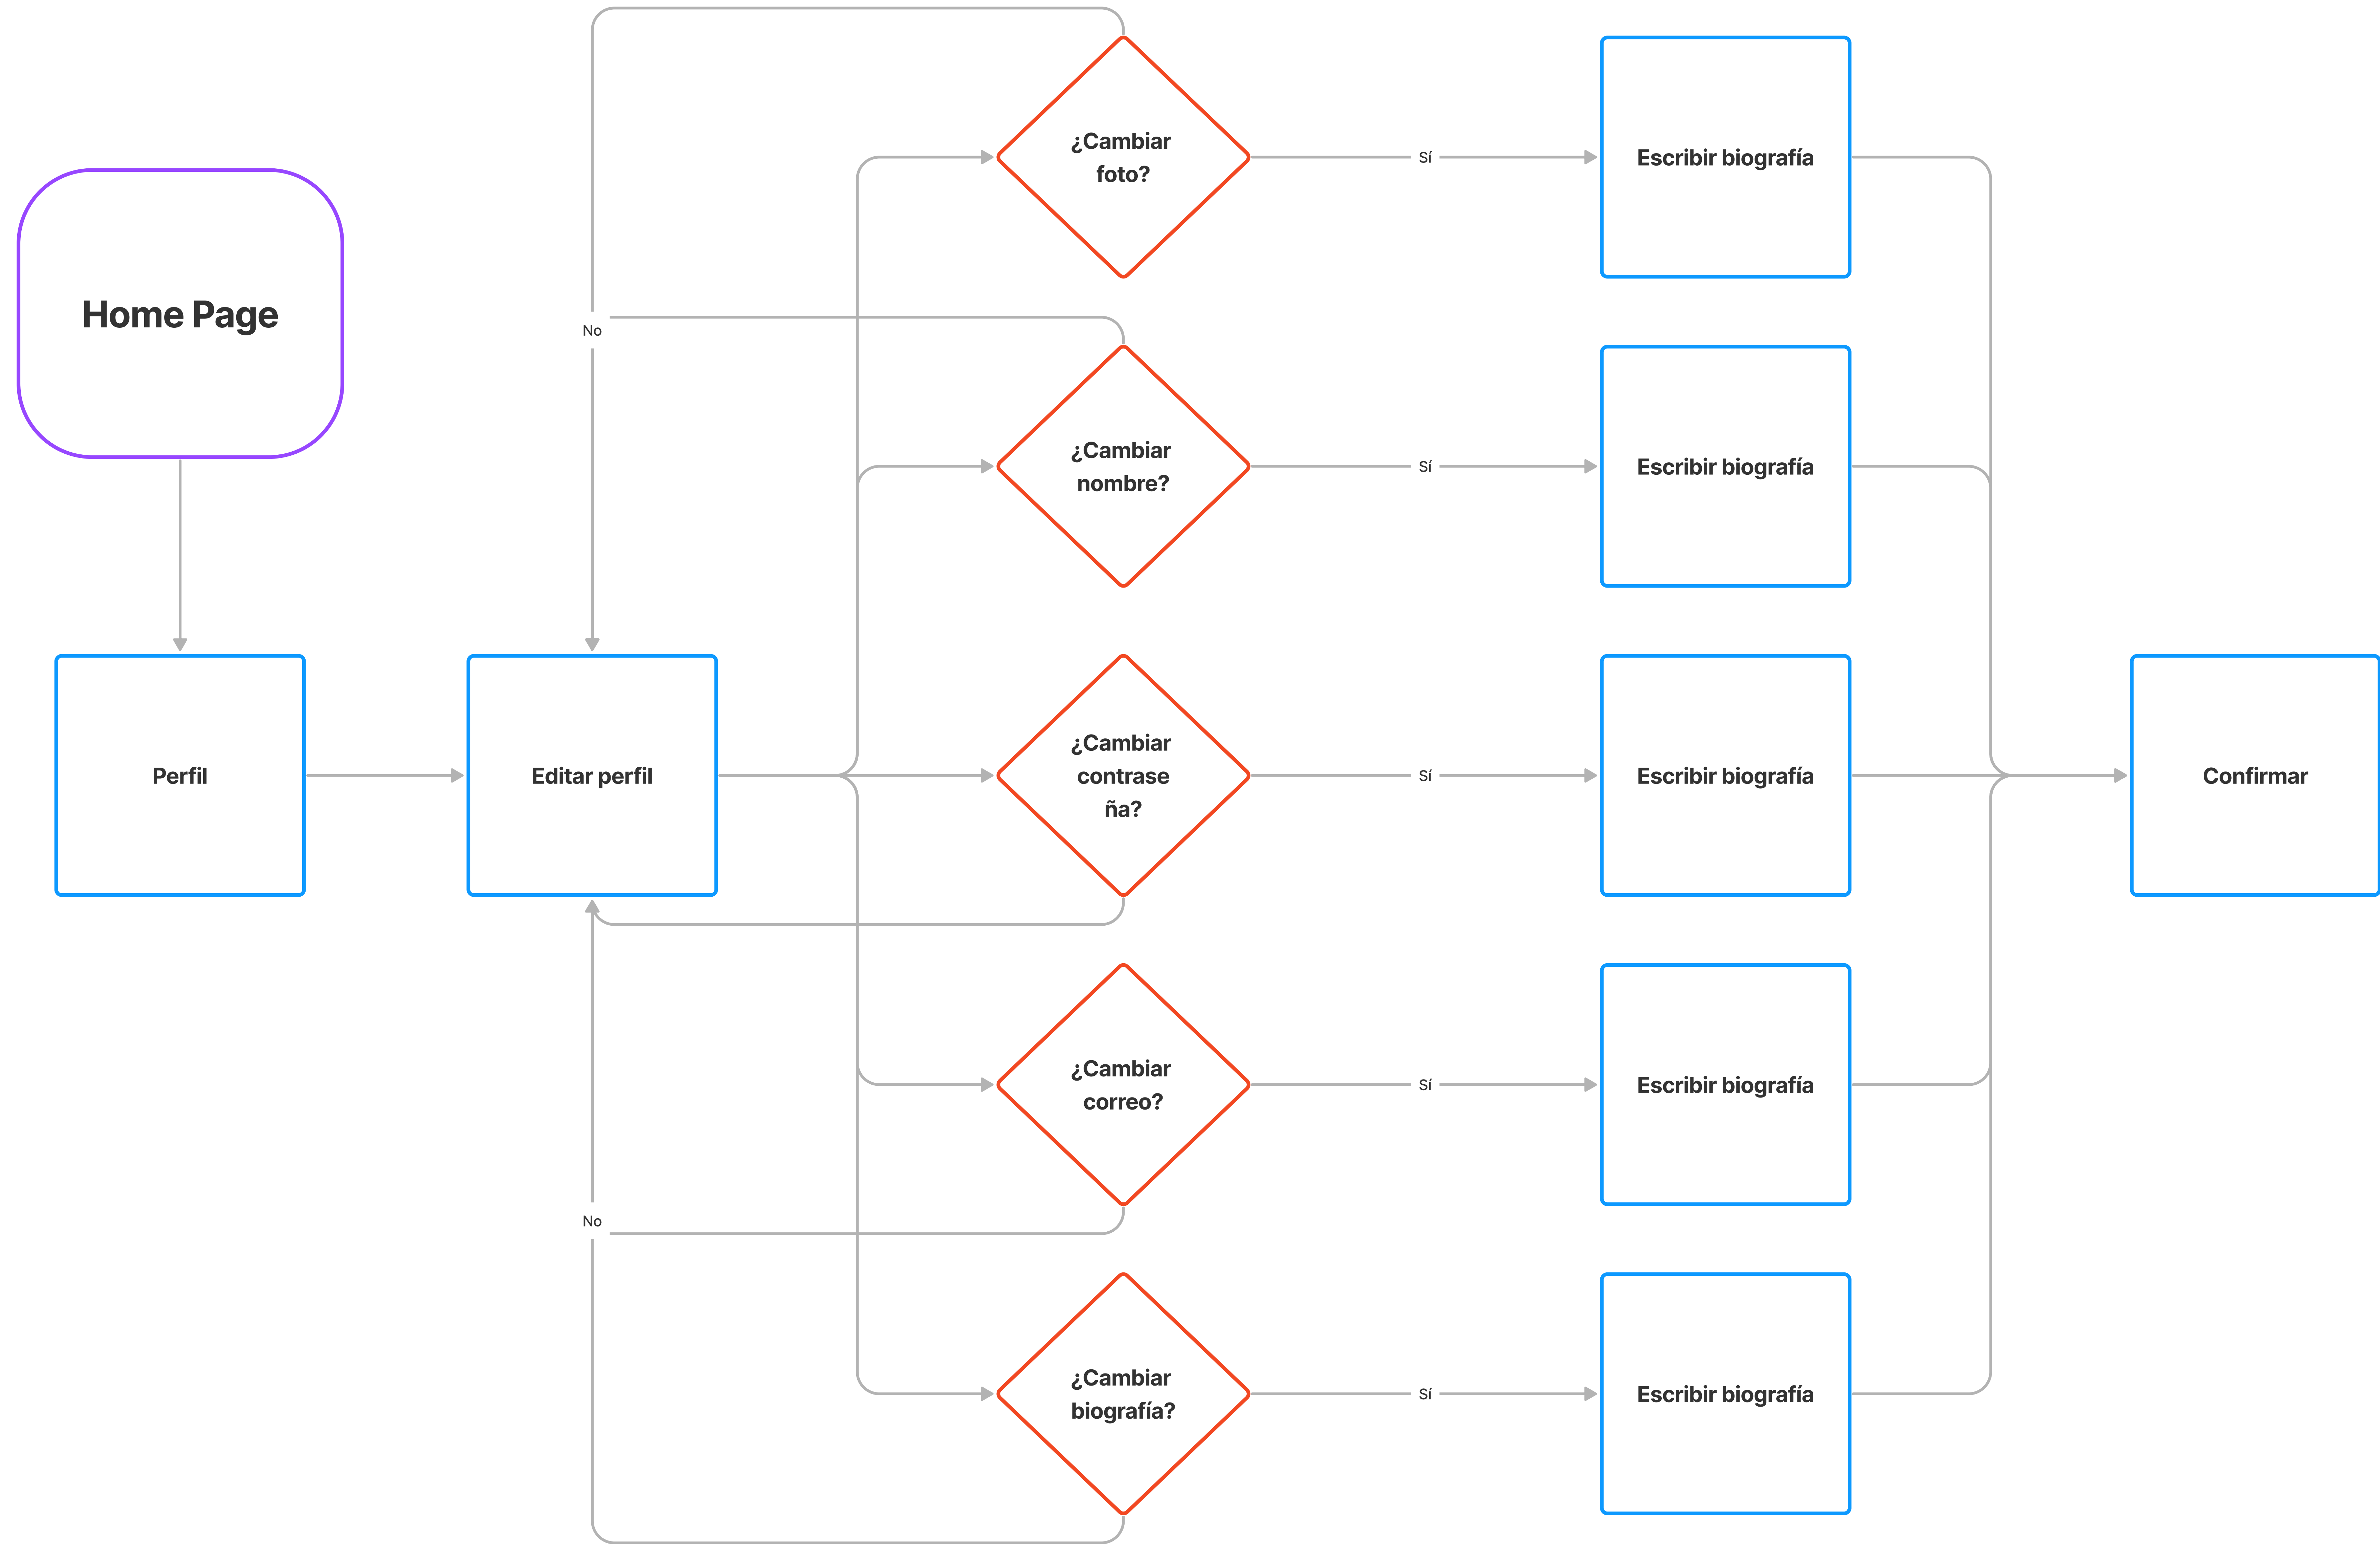 ¿Cambiar
foto?
Sí
Escribir biografía
Home Page
No
¿Cambiar
nombre?
Sí
Escribir biografía
Perfil
Editar perfil
¿Cambiar
contrase
ña?
Sí
Escribir biografía
Confirmar
¿Cambiar
correo?
Sí
Escribir biografía
No
¿Cambiar
biografía?
Sí
Escribir biografía